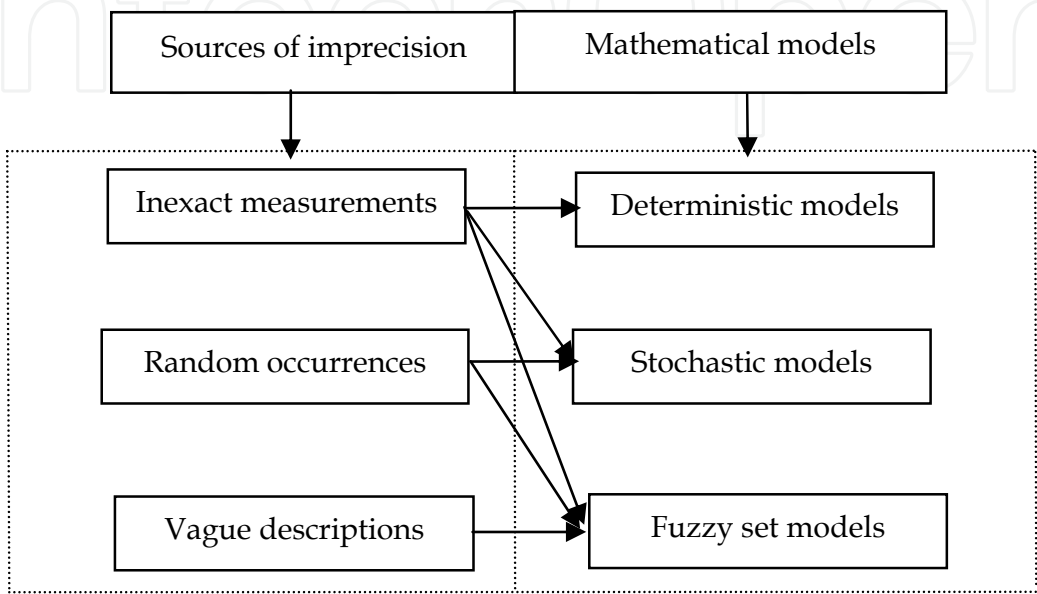 Sources of imprecision
Mathematical models
Inexact measurements
Deterministic models
Random occurrences
Stochastic models
Vague descriptions
Fuzzy set models